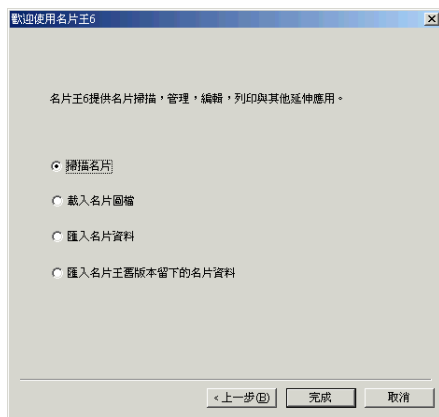 歡迎使用名片王6
名片王6提供名片掃描，管理，編輯，列印與其他延伸應用。
掃描名片
載入名片圖檔
匯入名片資料
匯入名片王舊版本留下的名片資料
<上一步(B)
完成
取消